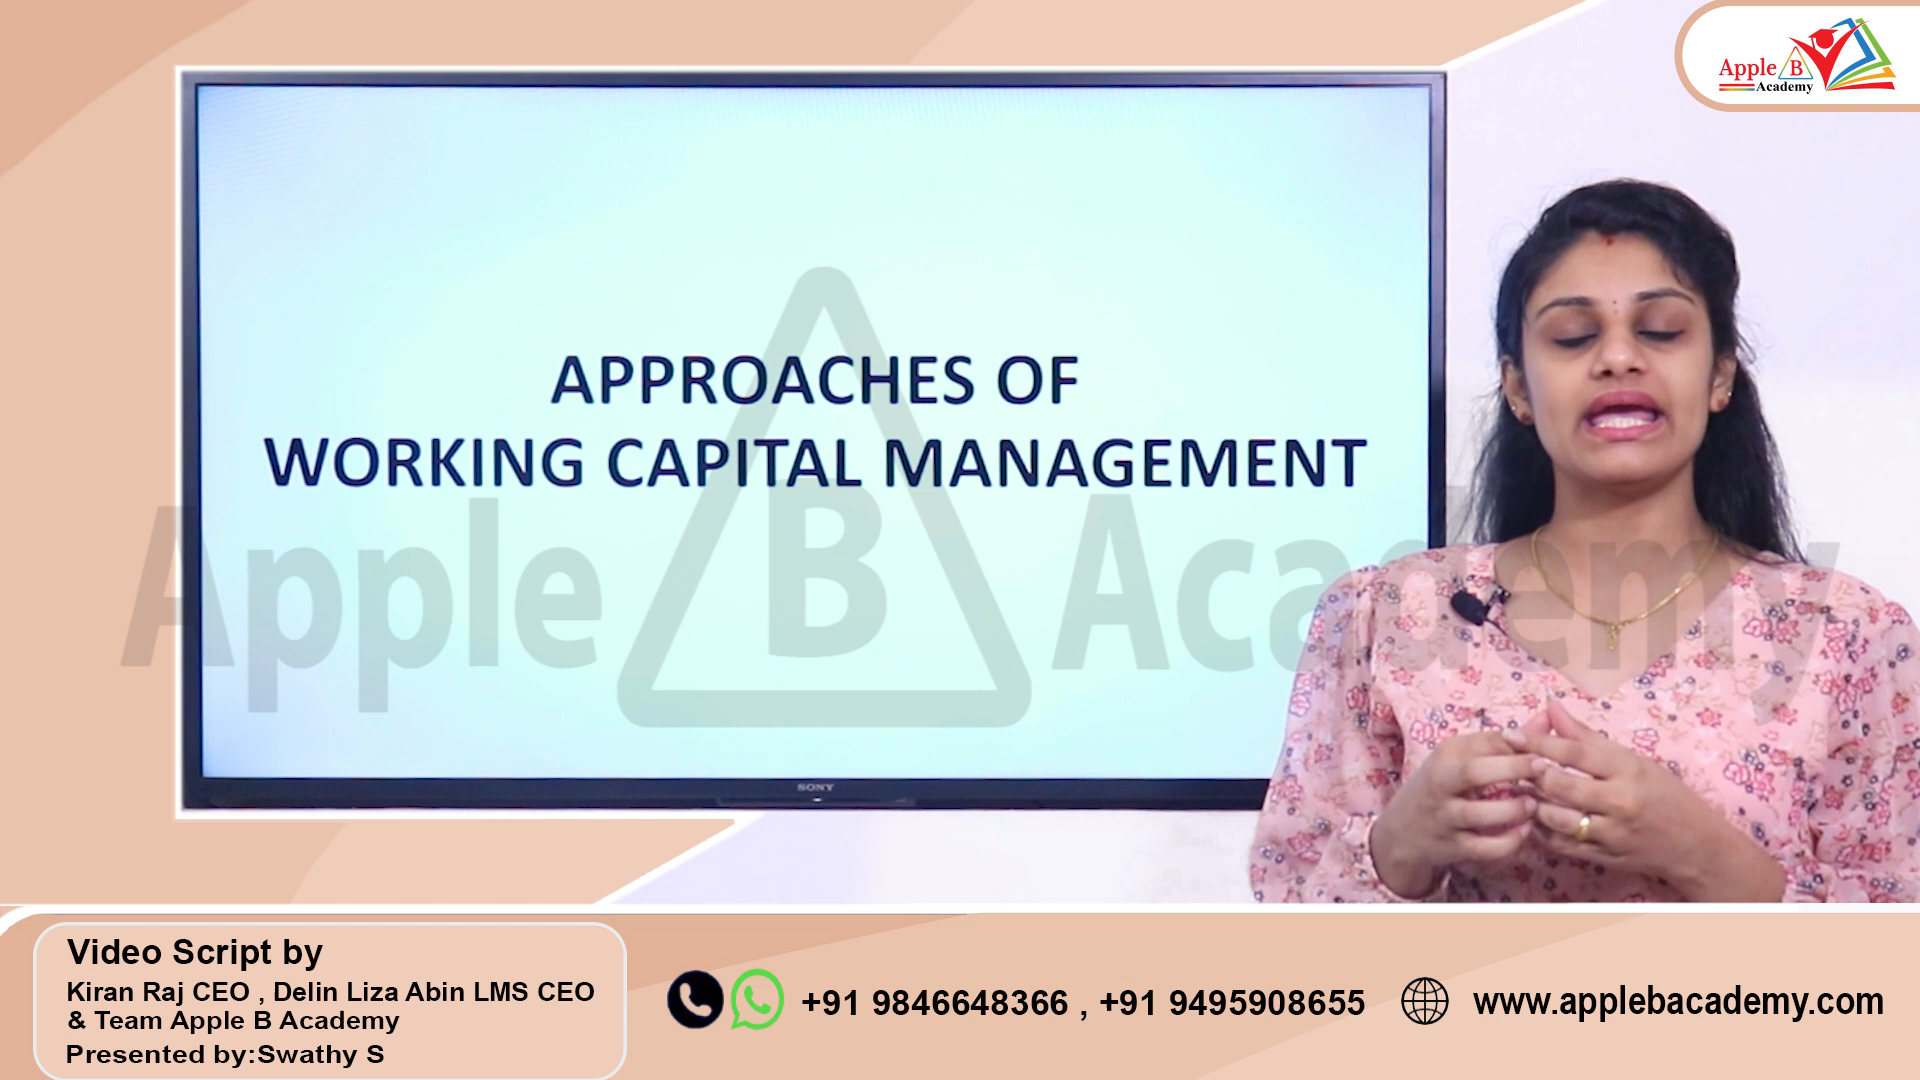 Apple B
Academy
APPROACHES OF
WORKING CAPITAL MANAGEMENT
Apple B Academy
SONY
Video Script by
Kiran Raj CEO , Delin Liza Abin LMS CEO
& Team Apple B Academy
Presented by:Swathy S
+91 9846648366 , +91 9495908655
www.applebacademy.com